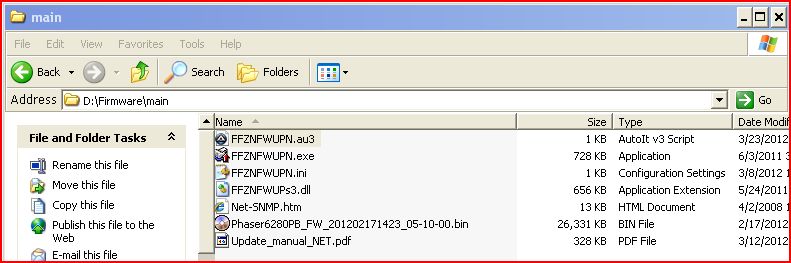 main
File Edit View Favorites Tools Help
Back Search Folders
Address D:\Firmware\main Go
File and Folder Tasks
Rename this file
Move this file
Copy this file
Publish this file to the
Web
E-mail this file
Name Size Type Date Modif
FFZNFWUPN.au3 1 KB AutoIt v3 Script 3/23/2012
FFZNFWUPN.exe 728 KB Application 6/3/2011 3
FFZNFWUPN.ini 1 KB Configuration Settings 3/8/2012 1
FFZNFWUPs3.dll 656 KB Application Extension 5/24/2011
Net-SNMP.htm 13 KB HTML Document 4/2/2008 1
Phaser6280PB_FW_201202171423_05-10-00.bin 26,331 KB BIN File 2/17/2012
Update_manual_NET.pdf 328 KB PDF File 3/12/2012